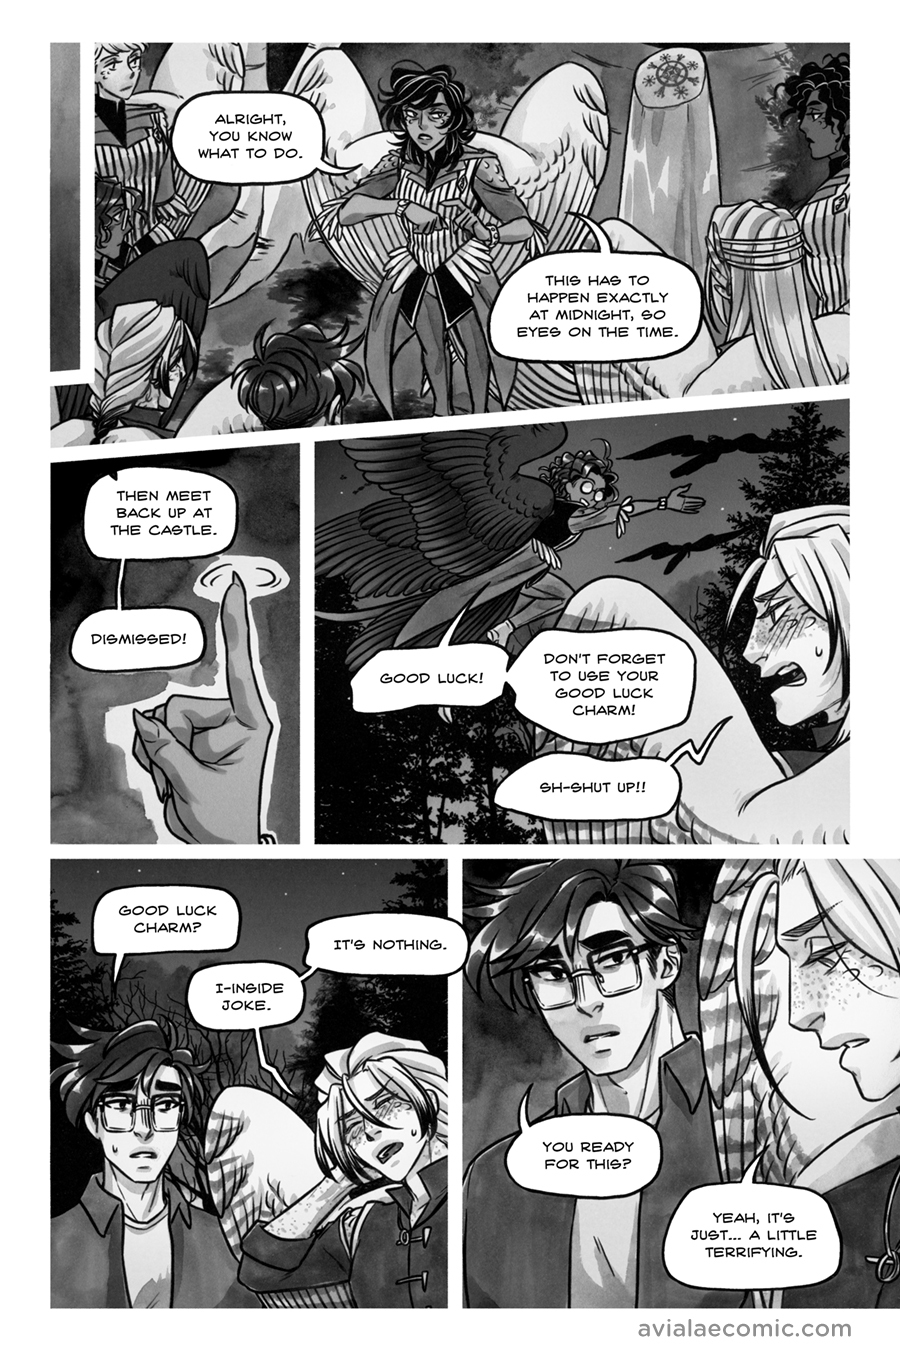 ALRIGHT,
YOU KNOW
WHAT TO DO.
THIS HAS TO
HAPPEN EXACTLY
AT MIDNIGHT, SO
EYES ON THE TIME.
THEN MEET
BACK UP AT
THE CASTLE.
DISMISSED!
GOOD LUCK!
DON'T FORGET
TO USE YOUR
GOOD LUCK
CHARM!
SH-SHUT UP!!
GOOD LUCK
CHARM?
IT'S NOTHING.
I-INSIDE
JOKE.
YOU READY
FOR THIS?
YEAH, IT'S
JUST... A LITTLE
TERRIFYING.
avialaecomic.com